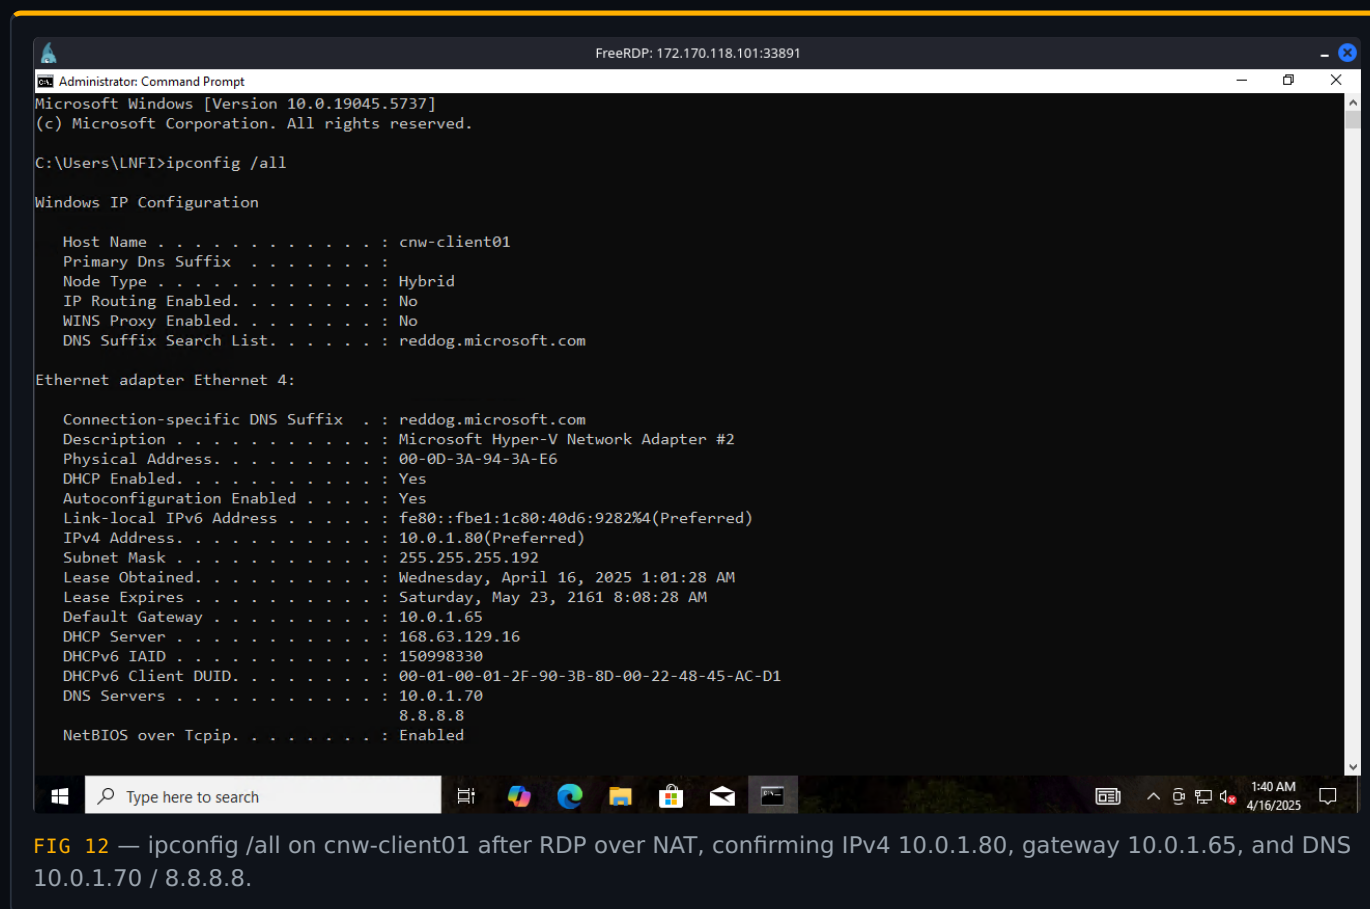 FreeRDP: 172.170.118.101:33891
Administrator: Command Prompt
Microsoft Windows [Version 10.0.19045.5737]
(c) Microsoft Corporation. All rights reserved.
C:\Users\LNFI>ipconfig /all
Windows IP Configuration
Host Name . . . . . . . . . . . . : cnw-client01
Primary Dns Suffix  . . . . . . . :
Node Type . . . . . . . . . . . . : Hybrid
IP Routing Enabled. . . . . . . . : No
WINS Proxy Enabled. . . . . . . . : No
DNS Suffix Search List. . . . . . : reddog.microsoft.com
Ethernet adapter Ethernet 4:
Connection-specific DNS Suffix  . : reddog.microsoft.com
Description . . . . . . . . . . . : Microsoft Hyper-V Network Adapter #2
Physical Address. . . . . . . . . : 00-0D-3A-94-3A-E6
DHCP Enabled. . . . . . . . . . . : Yes
Autoconfiguration Enabled . . . . : Yes
Link-local IPv6 Address . . . . . : fe80::fbe1:1c80:40d6:9282%4(Preferred)
IPv4 Address. . . . . . . . . . . : 10.0.1.80(Preferred)
Subnet Mask . . . . . . . . . . . : 255.255.255.192
Lease Obtained. . . . . . . . . . : Wednesday, April 16, 2025 1:01:28 AM
Lease Expires . . . . . . . . . . : Saturday, May 23, 2161 8:08:28 AM
Default Gateway . . . . . . . . . : 10.0.1.65
DHCP Server . . . . . . . . . . . : 168.63.129.16
DHCPv6 IAID . . . . . . . . . . . : 150998330
DHCPv6 Client DUID. . . . . . . . : 00-01-00-01-2F-90-3B-8D-00-22-48-45-AC-D1
DNS Servers . . . . . . . . . . . : 10.0.1.70
8.8.8.8
NetBIOS over Tcpip. . . . . . . . : Enabled
Type here to search
1:40 AM
4/16/2025
FIG 12 — ipconfig /all on cnw-client01 after RDP over NAT, confirming IPv4 10.0.1.80, gateway 10.0.1.65, and DNS
10.0.1.70 / 8.8.8.8.